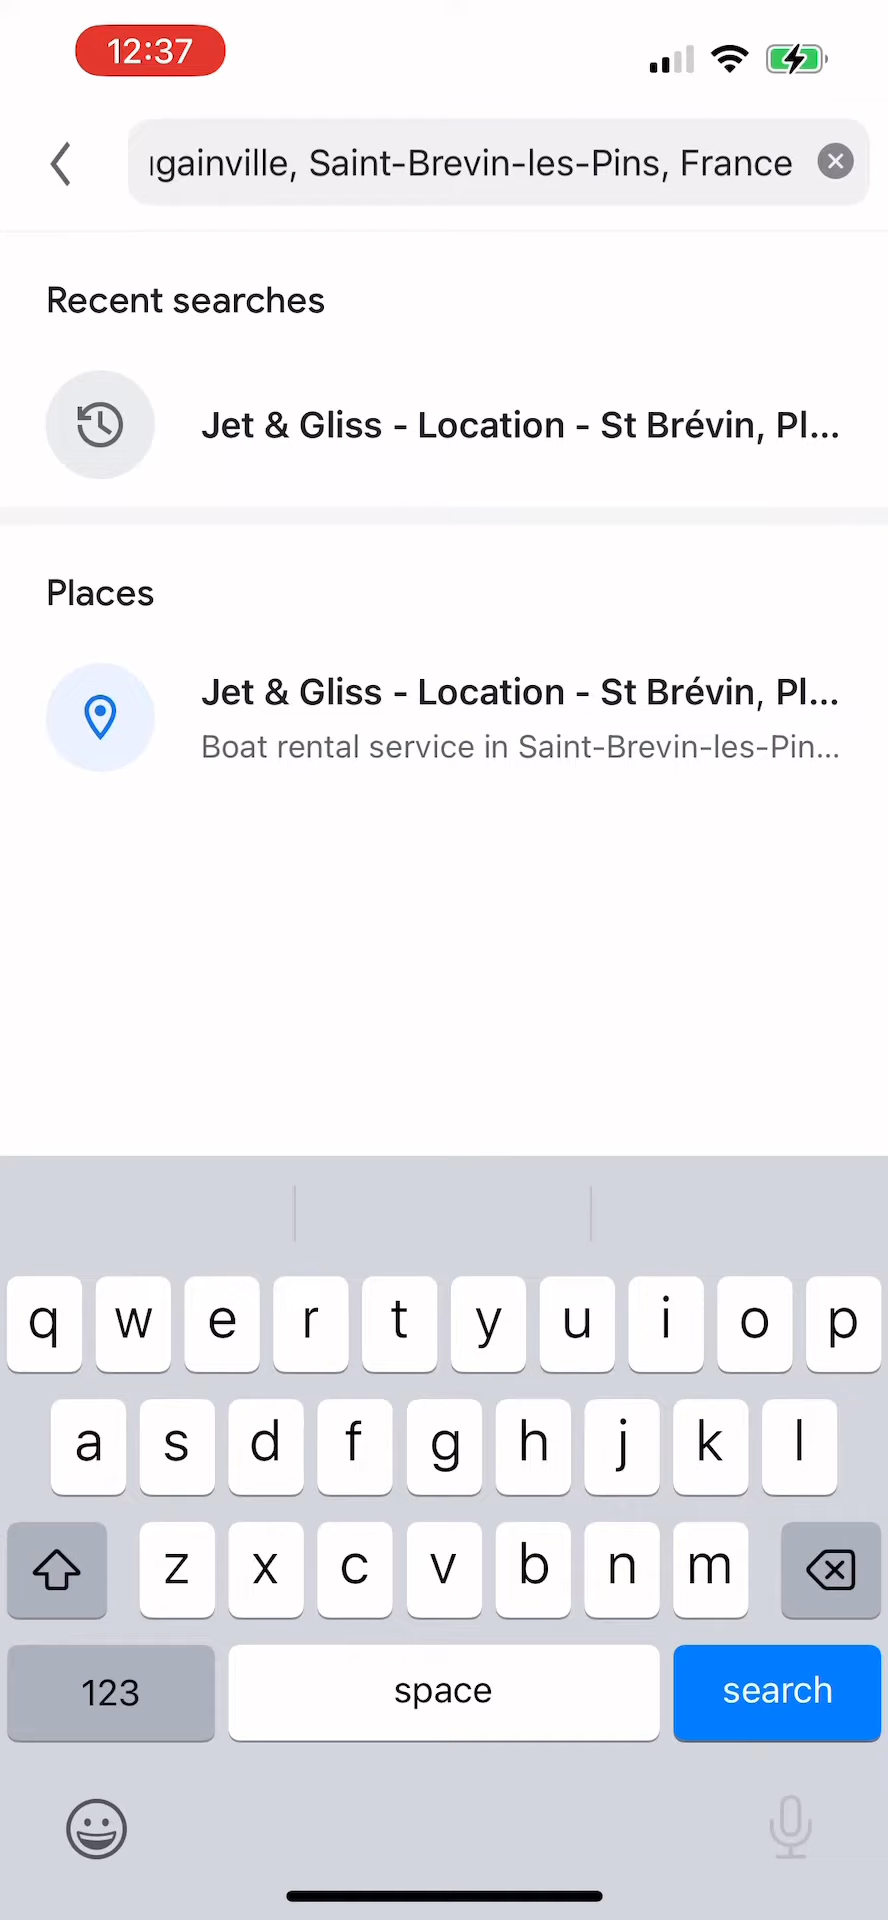 12:37
ugainville, Saint-Brevin-les-Pins, France
Recent searches
Jet & Gliss - Location - St Brévin, Pl...
Places
Jet & Gliss - Location - St Brévin, Pl...
Boat rental service in Saint-Brevin-les-Pin...
q w e r t y u i o p
a s d f g h j k l
z x c v b n m
123 space search